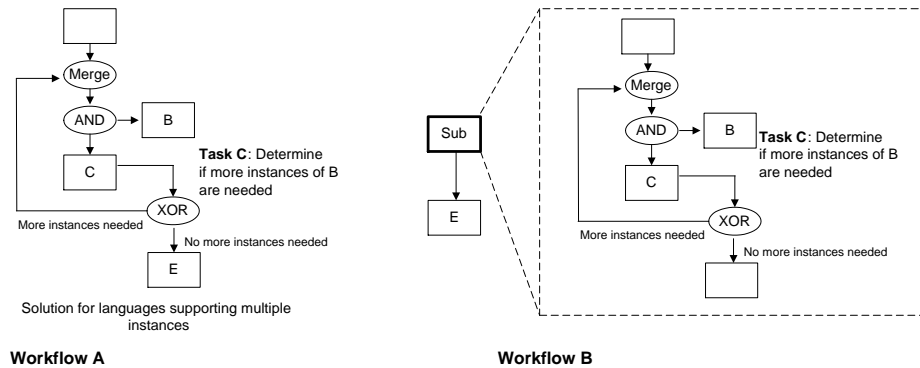 Merge
AND
B
Task C: Determine
if more instances of B
are needed
C
XOR
More instances needed
No more instances needed
E
Solution for languages supporting multiple
instances
Workflow A
Sub
E
Merge
AND
B
Task C: Determine
if more instances of B
are needed
C
XOR
More instances needed
No more instances needed
Workflow B